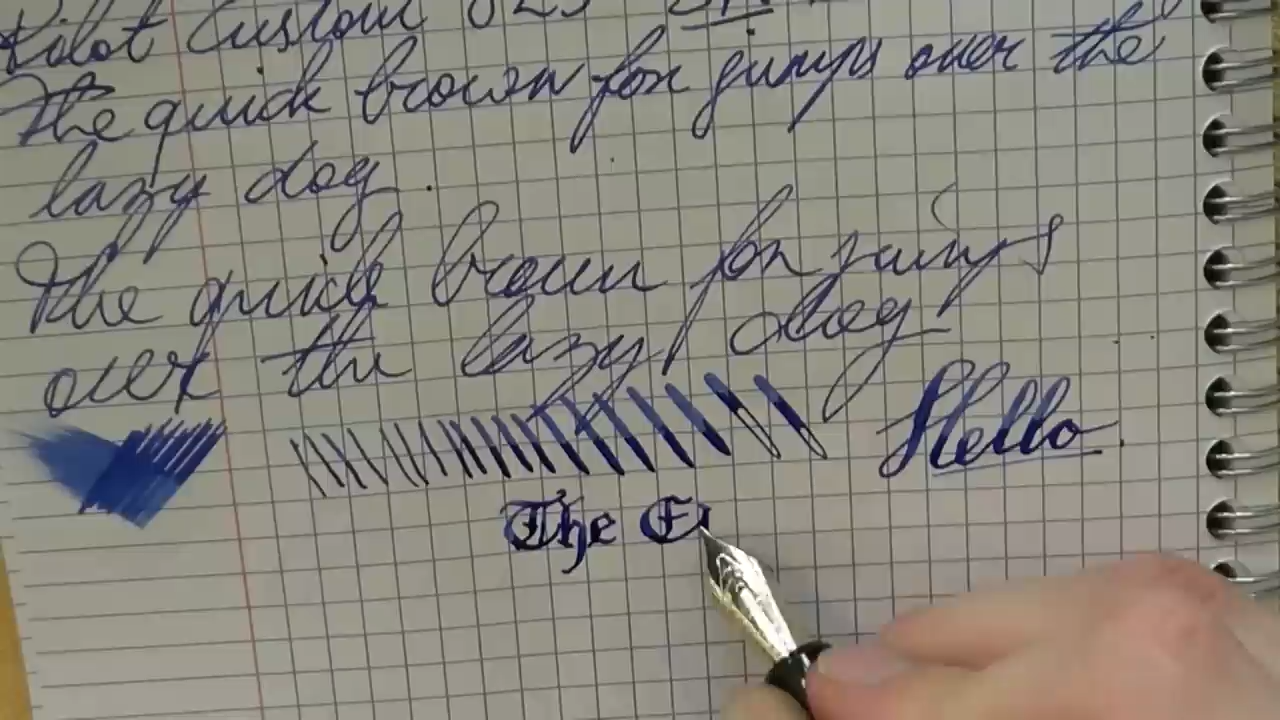 Pilot Custom 823
The quick brown fox jumps over the
lazy dog.
The quick brown fox jumps
over the lazy dog
Hello
The E